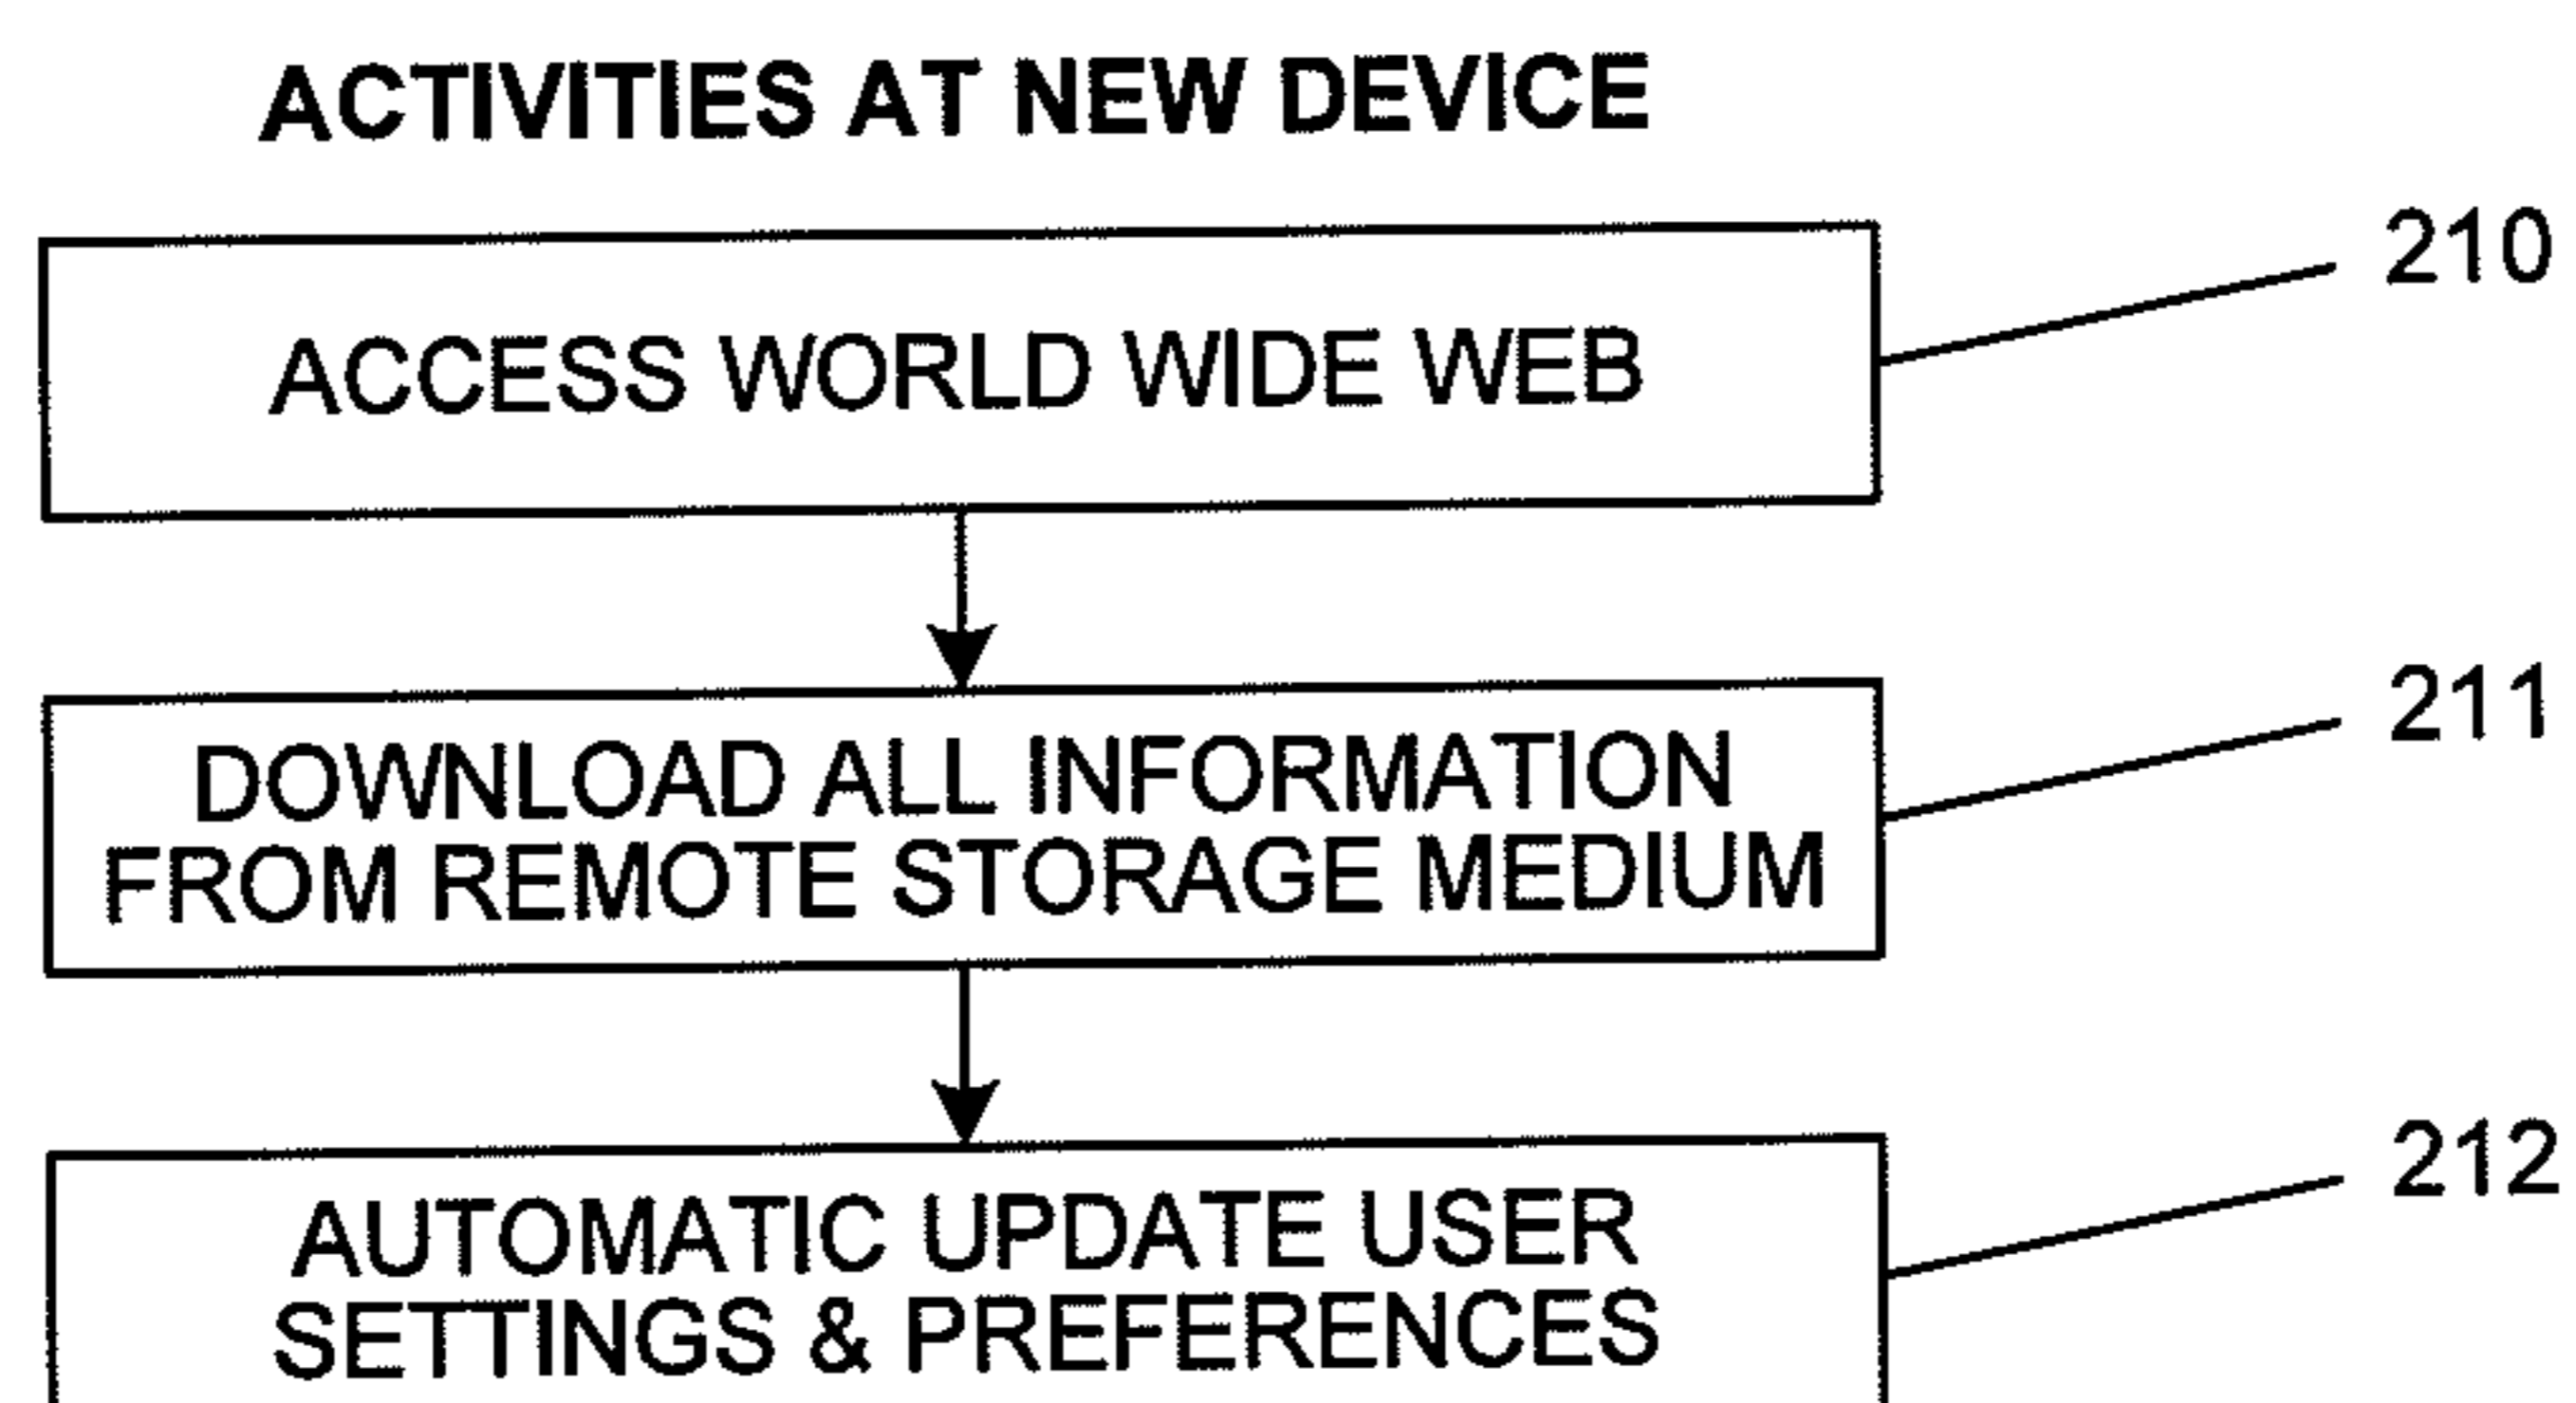 ACTIVITIES AT NEW DEVICE
210
ACCESS WORLD WIDE WEB
211
DOWNLOAD ALL INFORMATION
FROM REMOTE STORAGE MEDIUM
212
AUTOMATIC UPDATE USER
SETTINGS & PREFERENCES